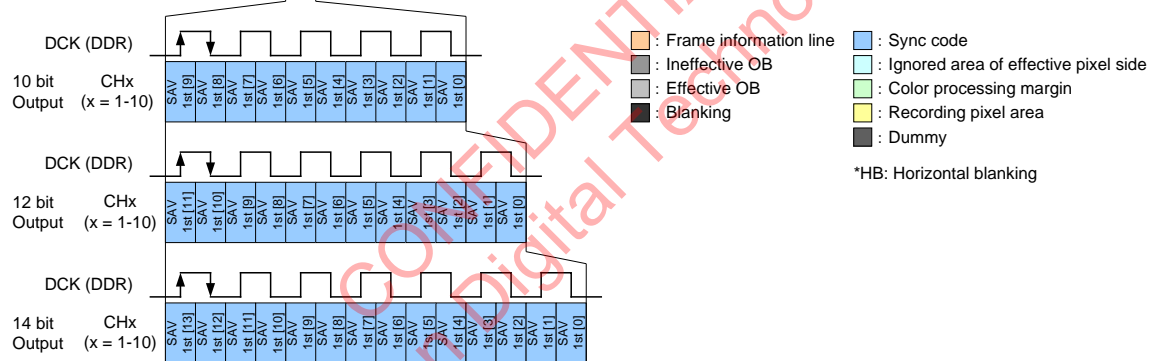 DCK (DDR)
10 bit Output CHx (x = 1-10)
SAV 1st [9] SAV 1st [8] SAV 1st [7] SAV 1st [6] SAV 1st [5] SAV 1st [4] SAV 1st [3] SAV 1st [2] SAV 1st [1] SAV 1st [0]
DCK (DDR)
12 bit Output CHx (x = 1-10)
SAV 1st [11] SAV 1st [10] SAV 1st [9] SAV 1st [8] SAV 1st [7] SAV 1st [6] SAV 1st [5] SAV 1st [4] SAV 1st [3] SAV 1st [2] SAV 1st [1] SAV 1st [0]
DCK (DDR)
14 bit Output CHx (x = 1-10)
SAV 1st [13] SAV 1st [12] SAV 1st [11] SAV 1st [10] SAV 1st [9] SAV 1st [8] SAV 1st [7] SAV 1st [6] SAV 1st [5] SAV 1st [4] SAV 1st [3] SAV 1st [2] SAV 1st [1] SAV 1st [0]
: Frame information line
: Ineffective OB
: Effective OB
: Blanking
: Sync code
: Ignored area of effective pixel side
: Color processing margin
: Recording pixel area
: Dummy
*HB: Horizontal blanking
Digital